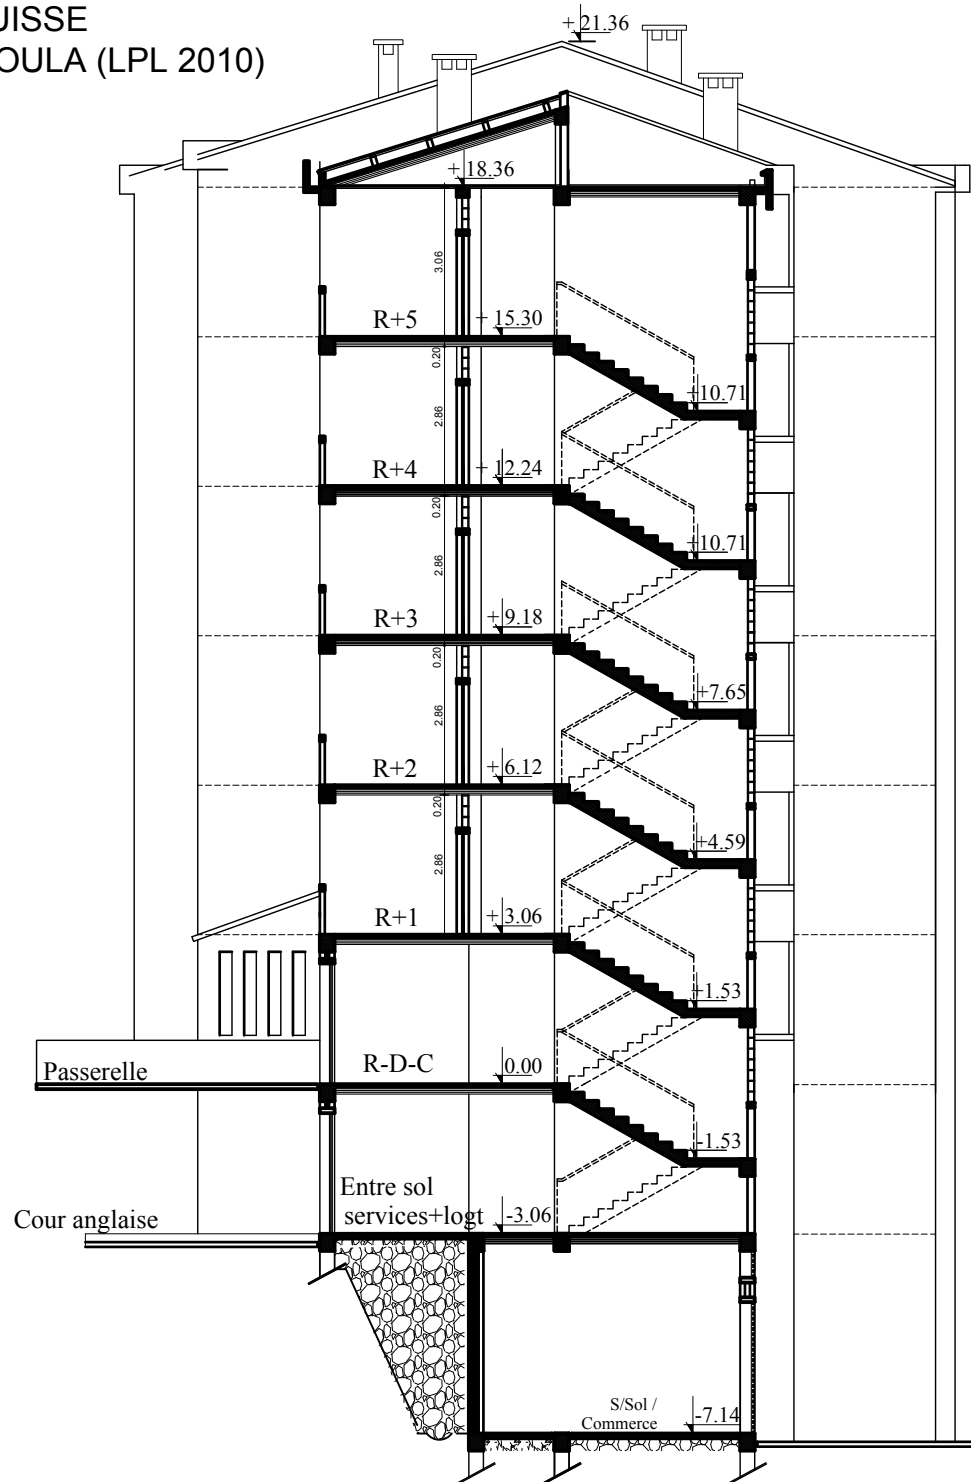 UISSE
OULA (LPL 2010)
+ 21.36
+ 18.36
3.06
R+5
+ 15.30
0.20
+10.71
2.86
R+4
+ 12.24
0.20
+10.71
2.86
R+3
+ 9.18
0.20
+7.65
2.86
R+2
+ 6.12
0.20
+4.59
2.86
R+1
+ 3.06
+1.53
R-D-C
0.00
Passerelle
-1.53
Entre sol
services+logt
-3.06
Cour anglaise
S/Sol /
Commerce
-7.14